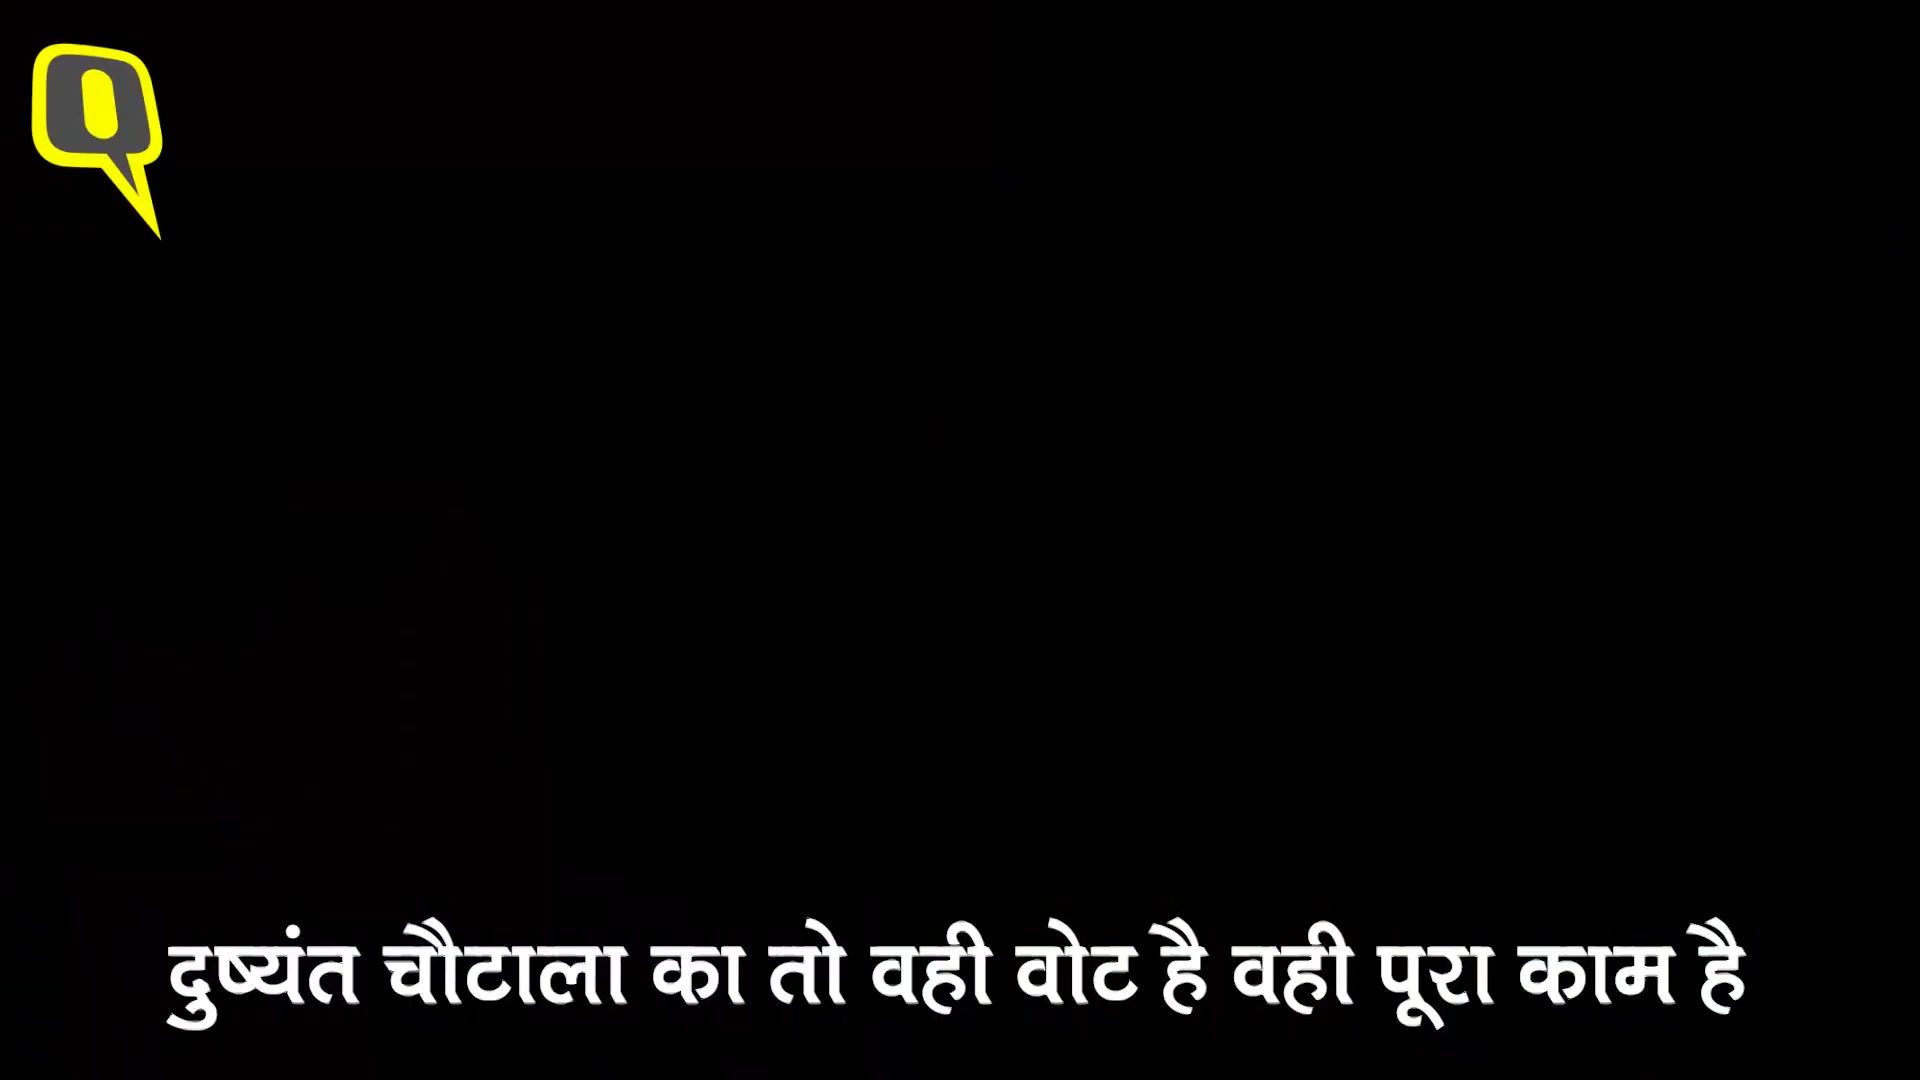 दुष्यंत चौटाला का तो वही वोट है वही पूरा काम है